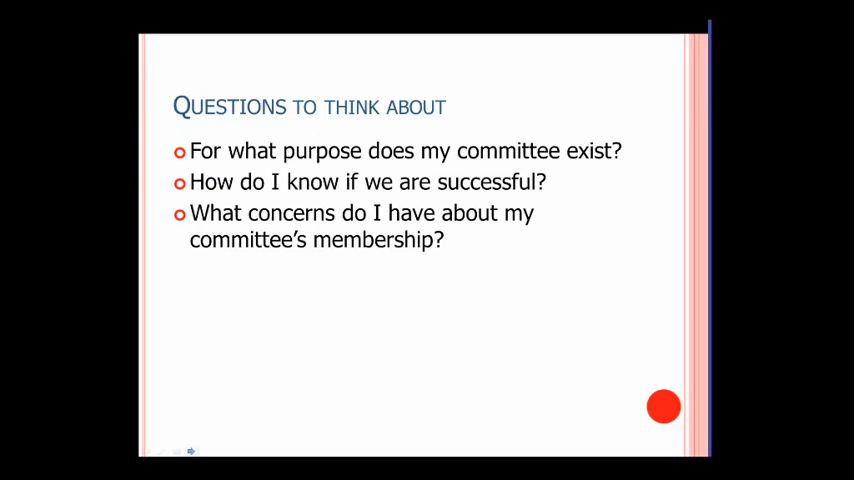 QUESTIONS TO THINK ABOUT
For what purpose does my committee exist?
How do I know if we are successful?
What concerns do I have about my
committee’s membership?